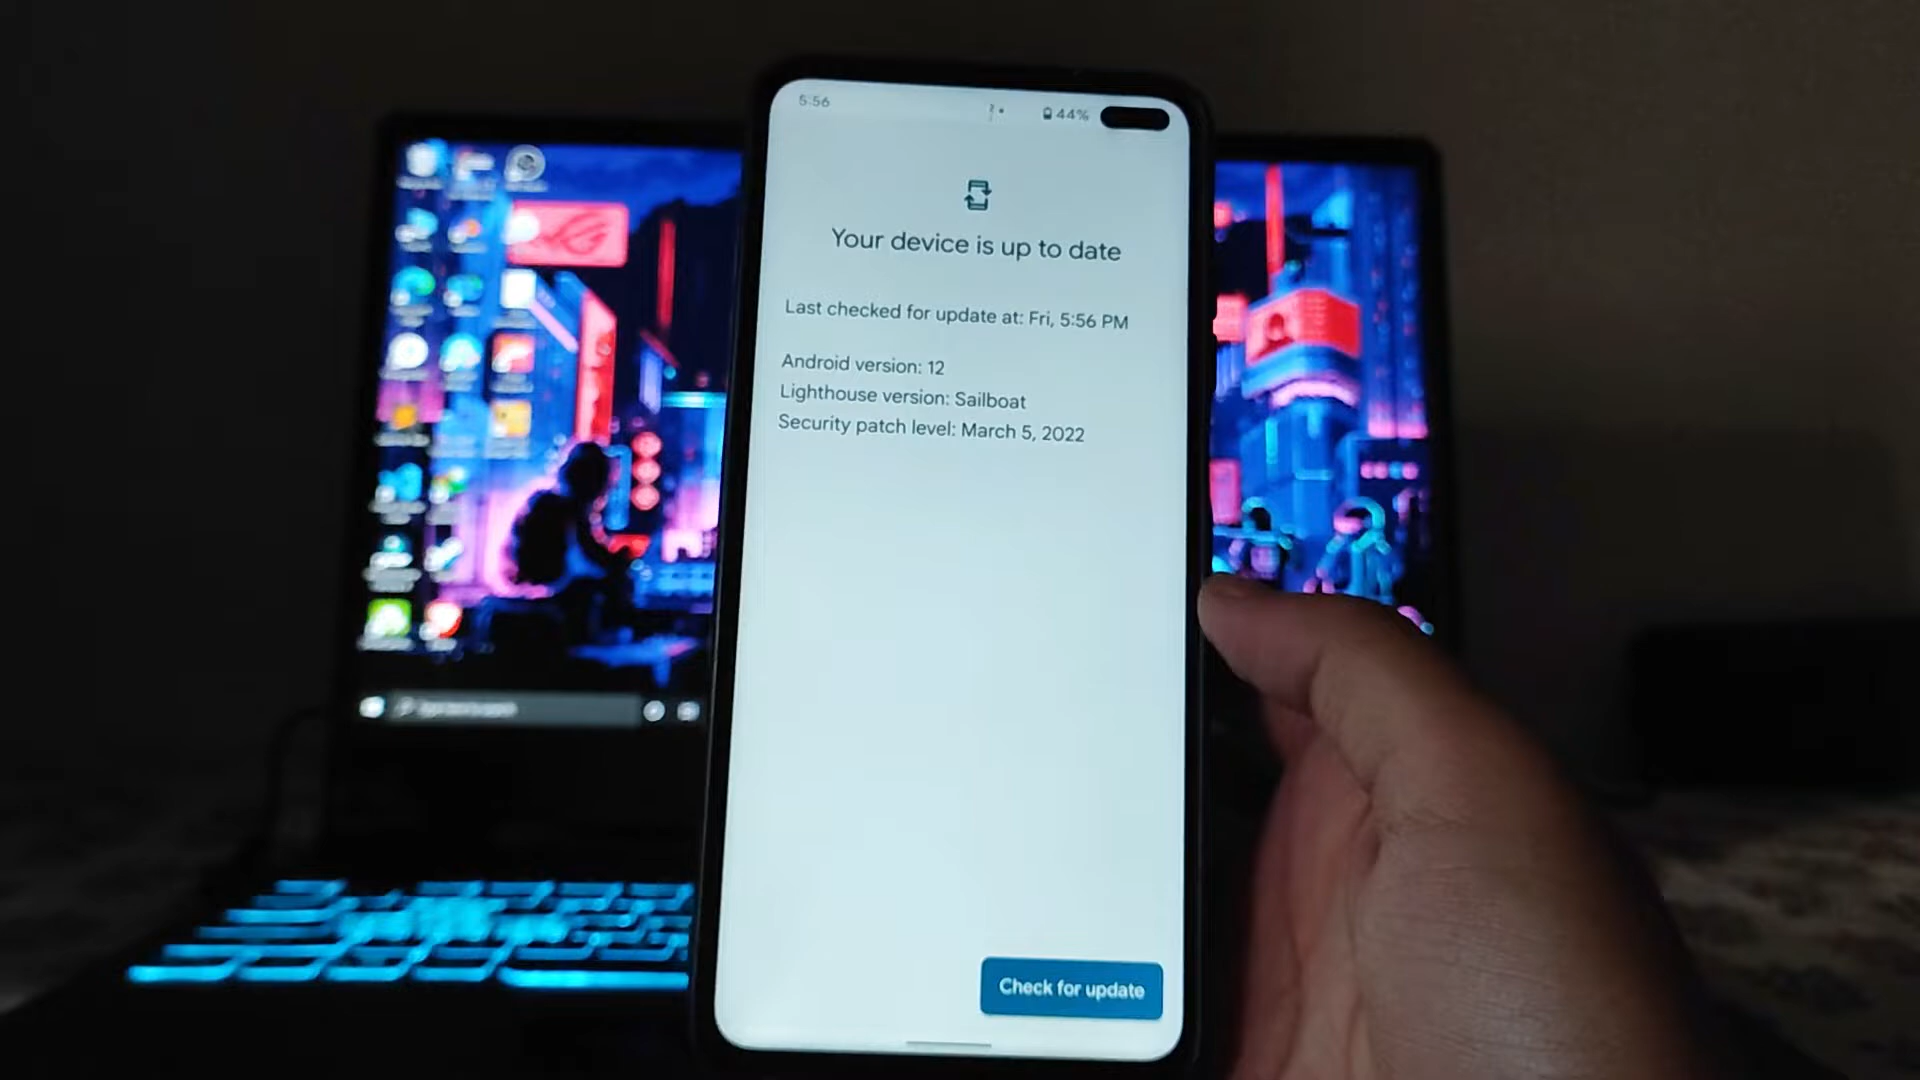 5:56
44%
Your device is up to date
Last checked for update at: Fri, 5:56 PM
Android version: 12
Lighthouse version: Sailboat
Security patch level: March 5, 2022
Check for update